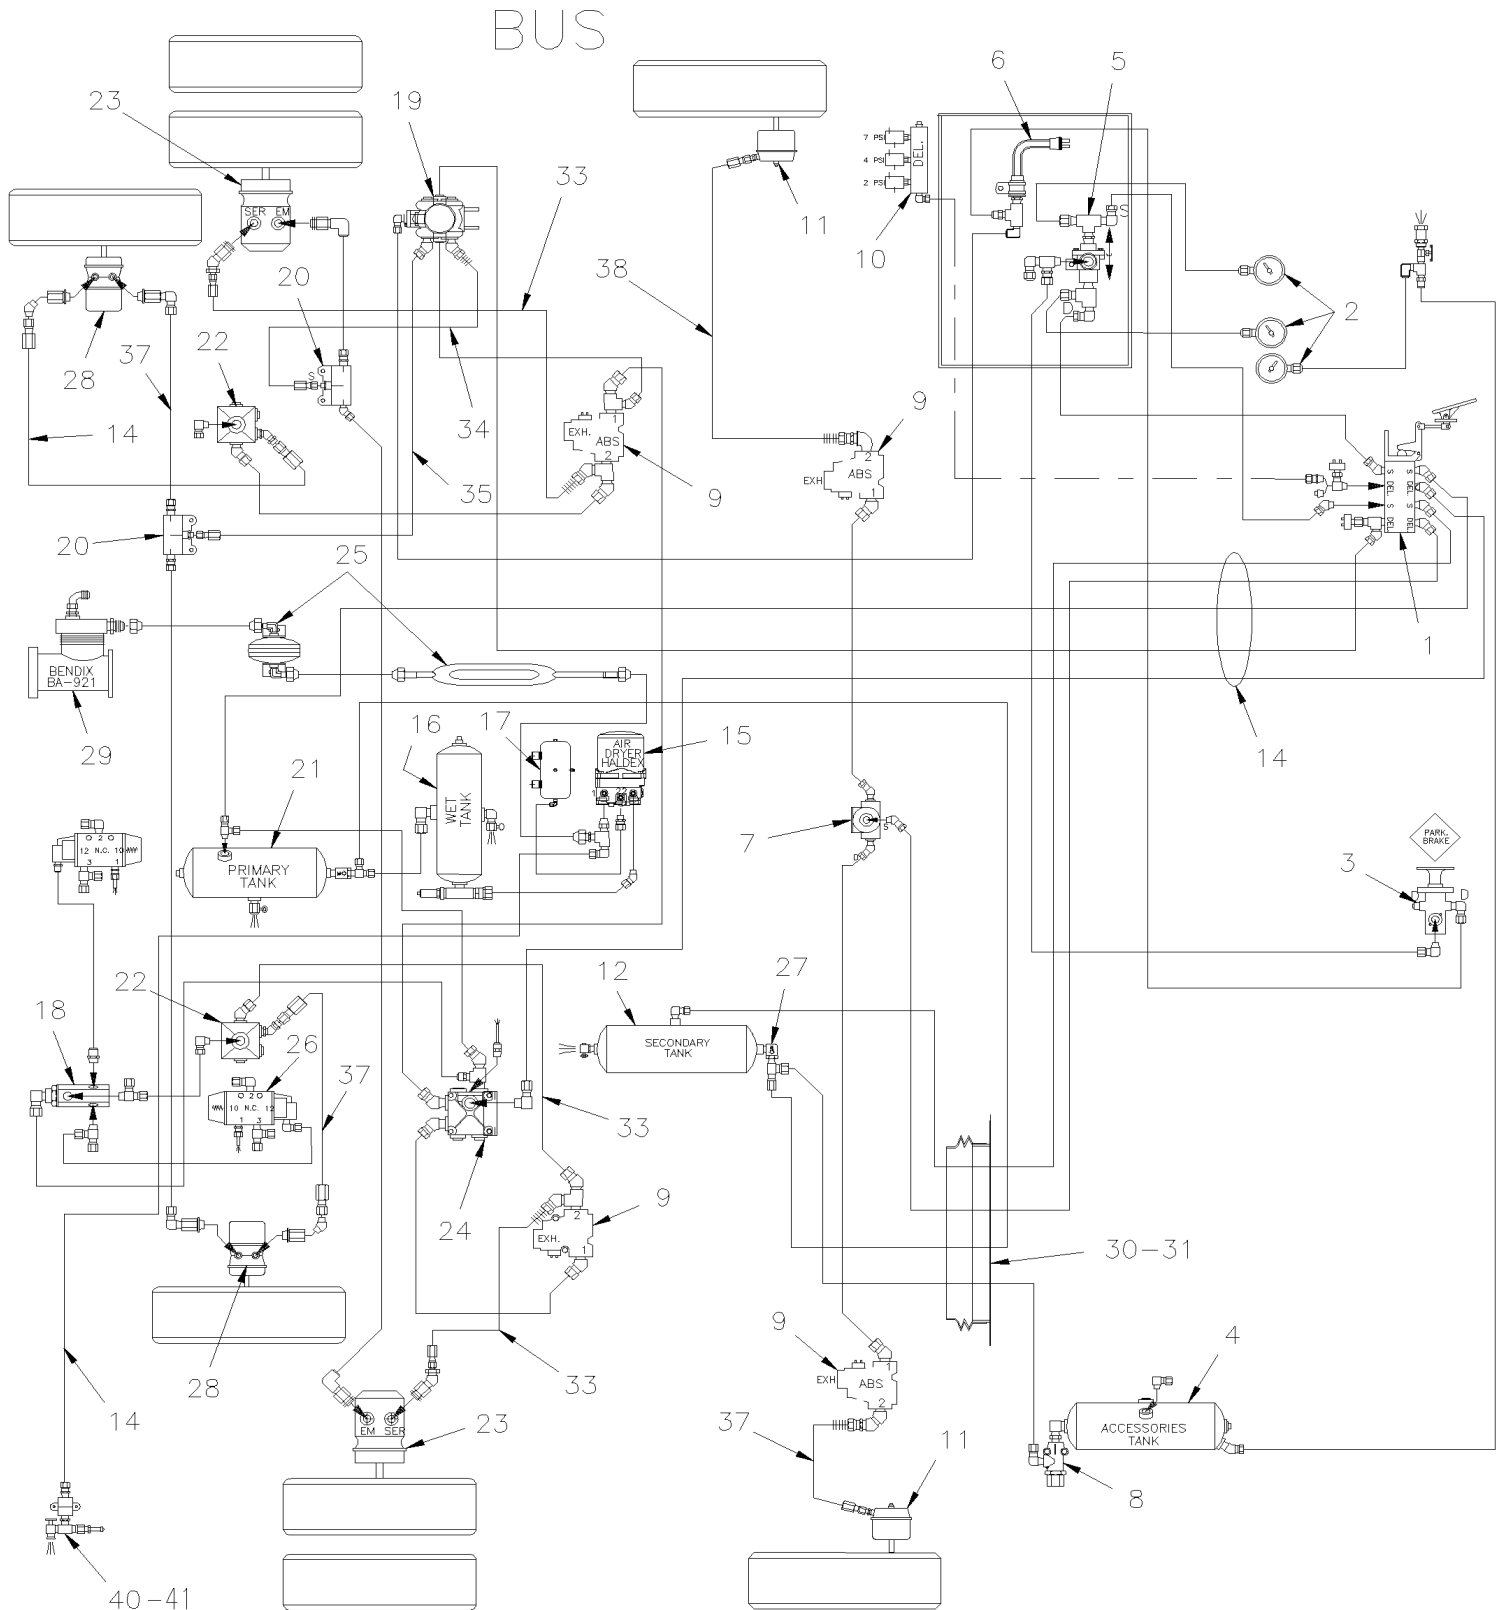 BUS
6
5
23
19
7 PSI
4 PSI
2 PSI
DEL.
33
11
10
SER EM
S
20
38
2
28
37
22
S
D
14
34
1
EXH.
ABS
2
9
9
2
ABS
EXH
1
35
S
DEL.
S
DEL.
S
DEL.
S
DEL.
20
25
1
BENDIX
BA-921
29
14
16
17
AIR
DRYER
HALDEX
15
21
WET
TANK
1
22
7
S
PARK.
BRAKE
2
12 N.C. 10
3
1
PRIMARY
TANK
3
D
12
27
22
18
SECONDARY
TANK
26
37
2
10 N.C. 12
1
3
33
24
9
2
EXH.
1
30-31
9
4
28
33
EXH
1
ABS
2
14
EM SER
23
ACCESSORIES
TANK
37
11
8
40-41